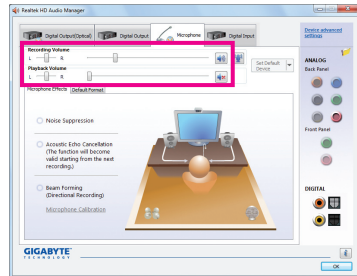 Realtek HD Audio Manager
Device advanced settings
Digital Output(Optical)
Digital Output
Microphone
Digital Input
Recording Volume
L
R
Playback Volume
L
R
Set Default Device
Microphone Effects
Default Format
ANALOG
Back Panel
Noise Suppression
Acoustic Echo Cancellation
(The function will become
valid starting from the next
recording.)
Front Panel
Beam Forming
(Directional Recording)
Microphone Calibration
DIGITAL
GIGABYTE
TECHNOLOGY
OK